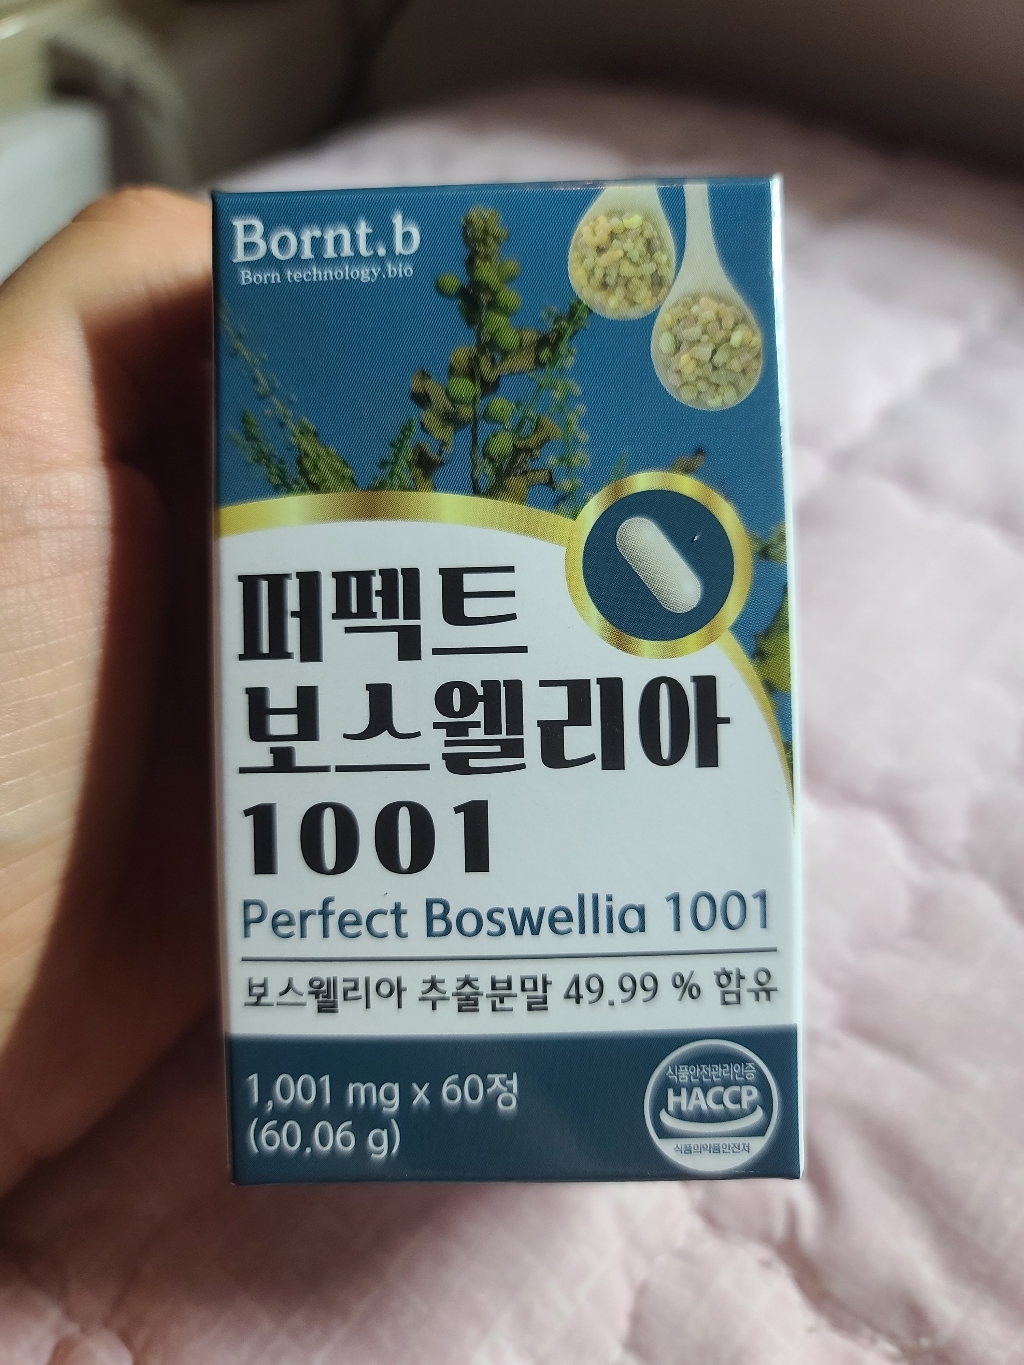 Bornt.b
Born technology.bio
퍼펙트
보스웰리아
1001
Perfect Boswellia 1001
보스웰리아 추출분말 49.99 % 함유
1,001 mg x 60정
(60.06 g)
식품안전관리인증
HACCP
식품의약품안전처